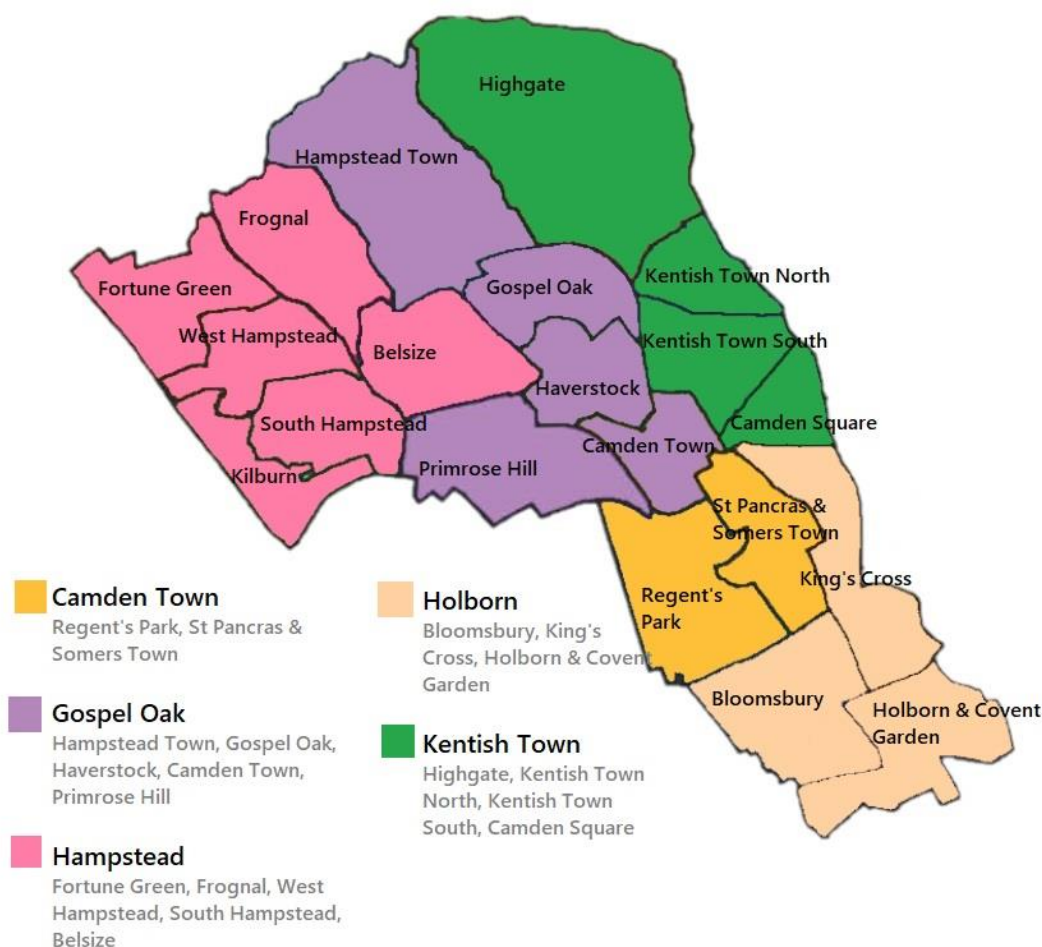 Highgate
Hampstead Town
Frognal
Kentish Town North
Gospel Oak
Fortune Green
West Hampstead
Kentish Town South
Belsize
Haverstock
South Hampstead
Camden Square
Camden Town
Primrose Hill
Kilburn
St Pancras &
Somers Town
King's Cross
Regent's
Park
Bloomsbury
Holborn & Covent
Garden
Camden Town
Regent's Park, St Pancras &
Somers Town
Gospel Oak
Hampstead Town, Gospel Oak,
Haverstock, Camden Town,
Primrose Hill
Hampstead
Fortune Green, Frognal, West
Hampstead, South Hampstead,
Belsize
Holborn
Bloomsbury, King's
Cross, Holborn & Covent
Garden
Kentish Town
Highgate, Kentish Town
North, Kentish Town
South, Camden Square